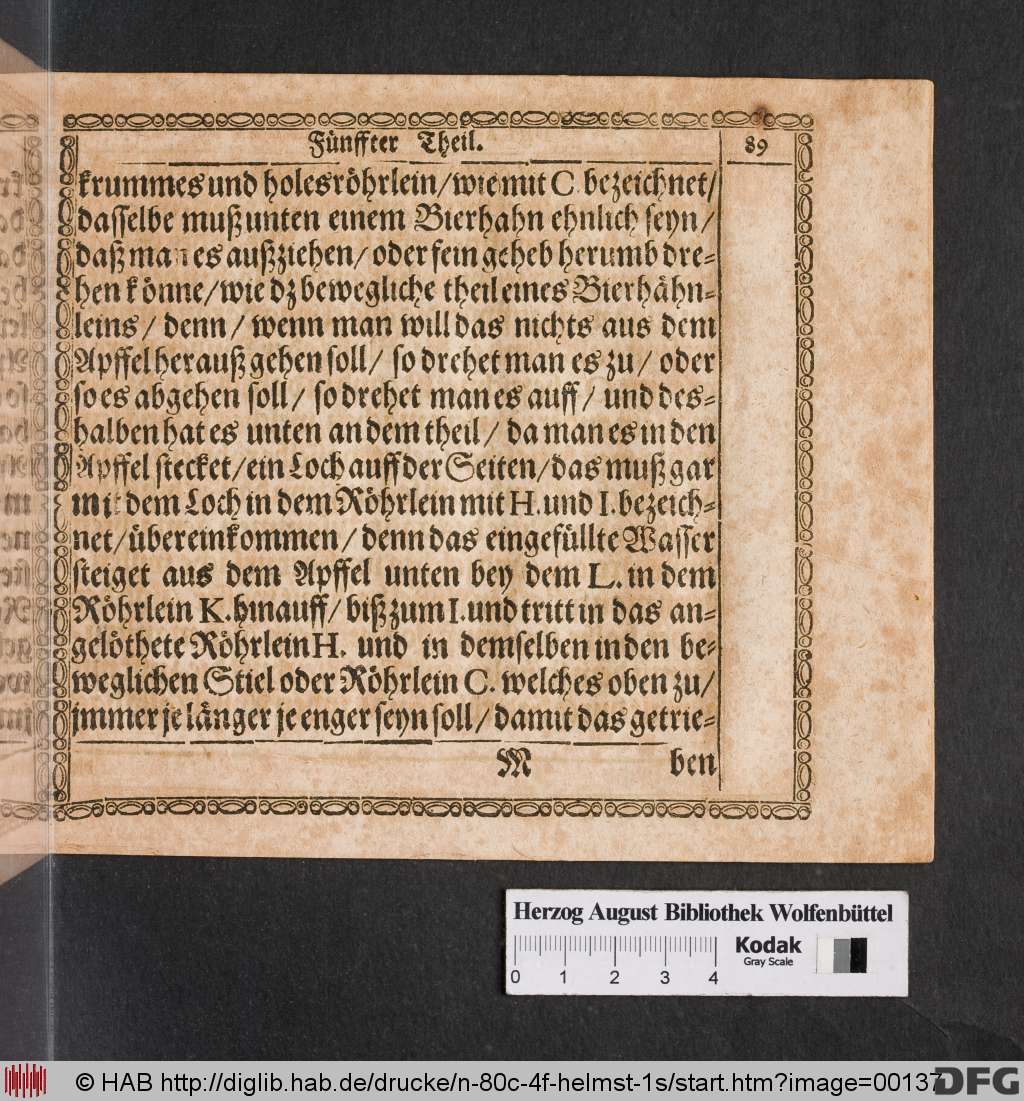 Fünffter Theil. 89
krummes und holes röhrlein/wie mit C. bezeichnet/
dasselbe muß unten einem Bierhahn ehnlich seyn/
daß man es außziehen/ oder fein geheb herumb dre-
hen könne/wie dz bewegliche theil eines Bierhähn-
leins/ denn/ wenn man will das nichts aus dem
Apffel herauß gehen soll/ so drehet man es zu/ oder
so es abgehen soll/ so drehet man es auff/ und des-
halben hat es unten an dem theil/ da man es in den
Apffel stecket/ein Loch auff der Seiten/das muß gar
mit dem Loch in dem Röhrlein mit H. und I. bezeich-
net/übereinkommen/denn das eingefüllte Wasser
steiget aus dem Apffel unten bey dem L. in dem
Röhrlein K. hinauff/ biß zum I. und tritt in das an-
gelöthete Röhrlein H. und in demselben in den be-
weglichen Stiel oder Röhrlein C. welches oben zu/
jmmer je länger je enger seyn soll/damit das getrie-
M ben
Herzog August Bibliothek Wolfenbüttel
0 1 2 3 4 Kodak
Gray Scale
© HAB http://diglib.hab.de/drucke/n-80c-4f-helmst-1s/start.htm?image=00137
DFG